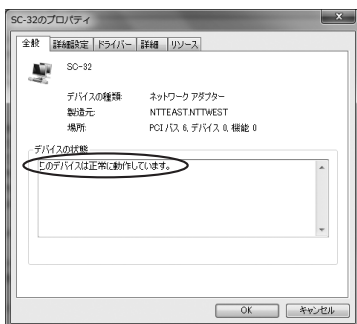 SC-32のプロパティ
全般 詳細設定 ドライバー 詳細 リソース
SC-32
デバイスの種類: ネットワーク アダプター
製造元: NTTEAST.NTTWEST
場所: PCI バス 6, デバイス 0, 機能 0
デバイスの状態
このデバイスは正常に動作しています。
OK キャンセル